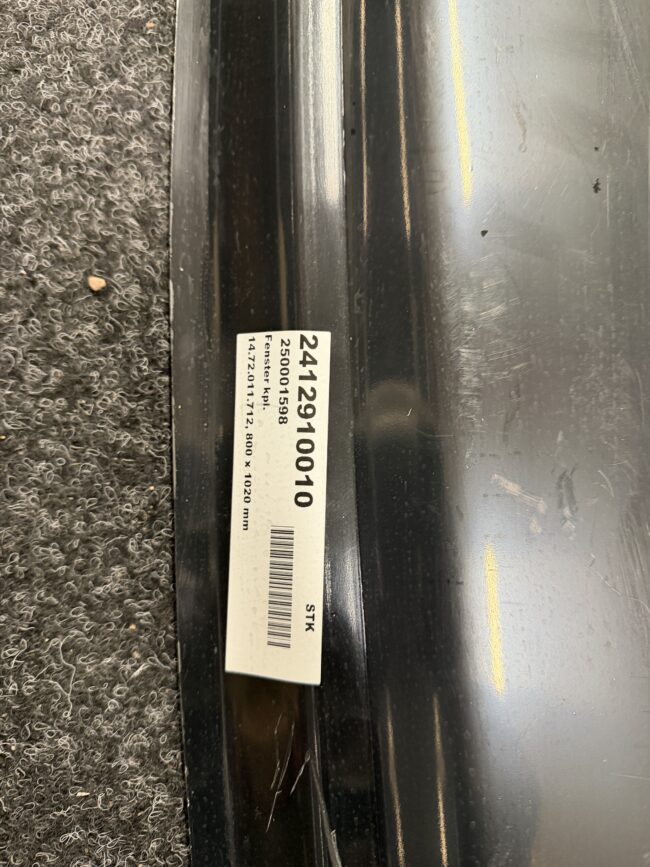 2412910010
250001598
STK
Fenster kpl.
14.72.011.712, 800 x 1020 mm